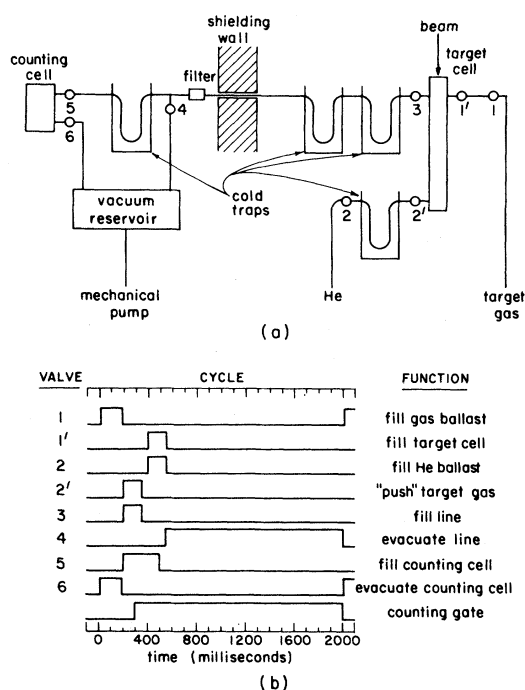 beam
shielding
wall
target
cell
counting
cell
filter
5
4
3
1'
1
6
vacuum
reservoir
cold
traps
2
2'
mechanical
pump
He
target
gas
(a)
VALVE CYCLE FUNCTION
1 fill gas ballast
1' fill target cell
2 fill He ballast
2' "push" target gas
3 fill line
4 evacuate line
5 fill counting cell
6 evacuate counting cell
counting gate
0 400 800 1200 1600 2000
time (milliseconds)
(b)